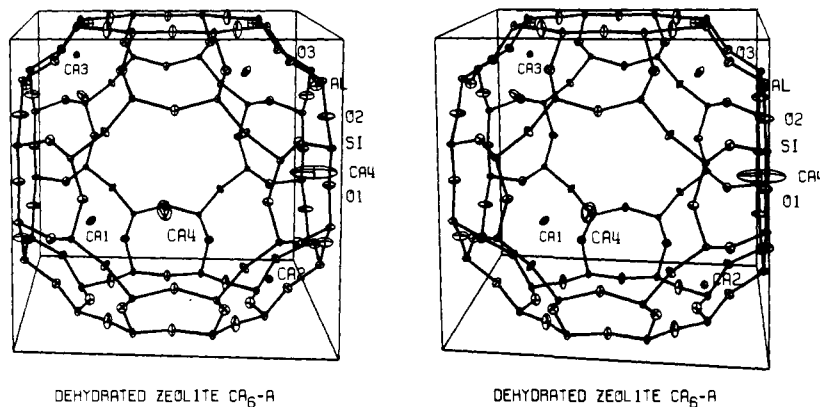 CA3
O3
AL
O2
SI
CA4
O1
CA1
CA4
CA2
DEHYDRATED ZEOLITE CA6-A
CA3
O3
AL
O2
SI
CA4
O1
CA1
CA4
CA2
DEHYDRATED ZEOLITE CA6-A